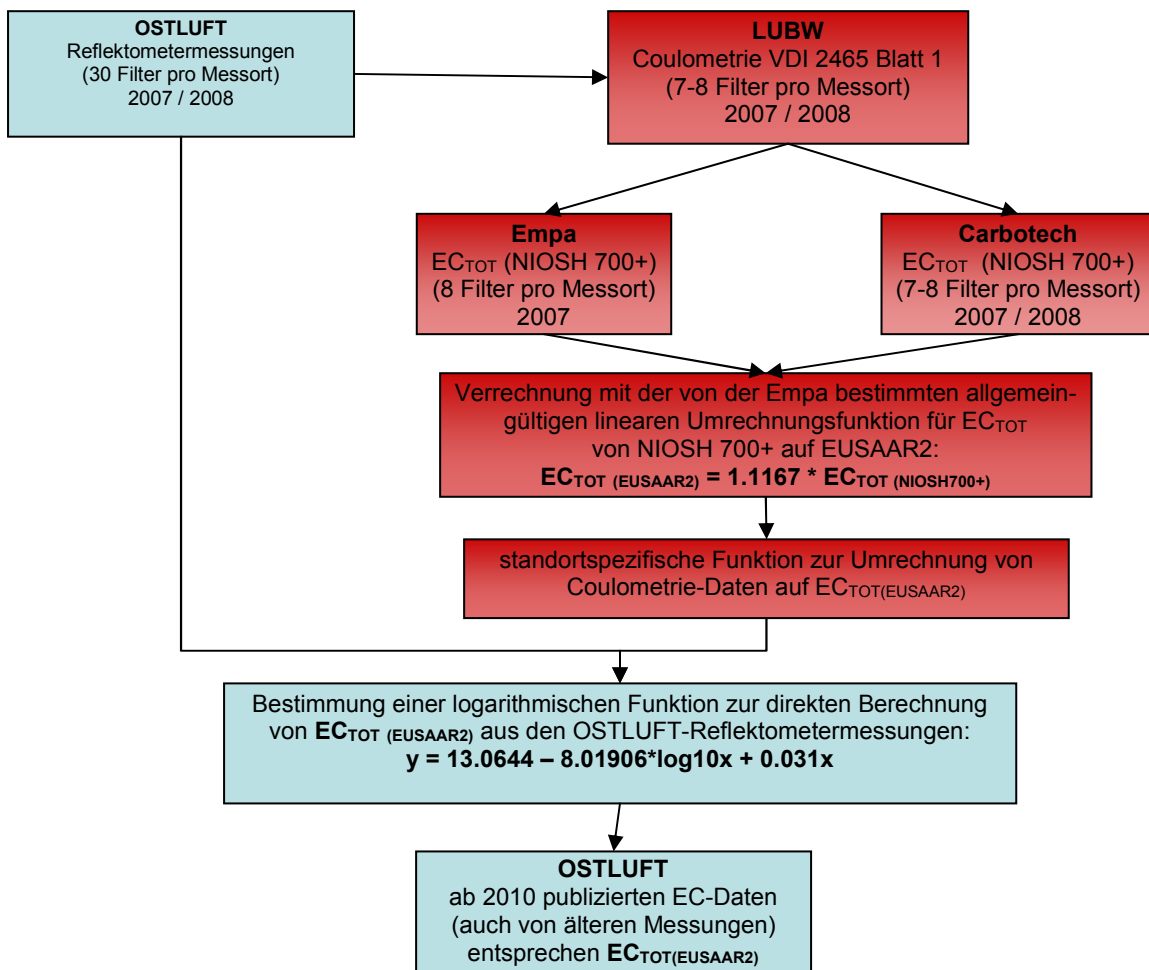 OSTLUFT
Reflektometermessungen
(30 Filter pro Messort)
2007 / 2008
LUBW
Coulometrie VDI 2465 Blatt 1
(7-8 Filter pro Messort)
2007 / 2008
Empa
ECTOT (NIOSH 700+)
(8 Filter pro Messort)
2007
Carbotech
ECTOT (NIOSH 700+)
(7-8 Filter pro Messort)
2007 / 2008
Verrechnung mit der von der Empa bestimmten allgemein-
gültigen linearen Umrechnungsfunktion für ECTOT
von NIOSH 700+ auf EUSAAR2:
ECTOT (EUSAAR2) = 1.1167 * ECTOT (NIOSH700+)
standortspezifische Funktion zur Umrechnung von
Coulometrie-Daten auf ECTOT(EUSAAR2)
Bestimmung einer logarithmischen Funktion zur direkten Berechnung
von ECTOT (EUSAAR2) aus den OSTLUFT-Reflektometermessungen:
y = 13.0644 – 8.01906*log10x + 0.031x
OSTLUFT
ab 2010 publizierten EC-Daten
(auch von älteren Messungen)
entsprechen ECTOT(EUSAAR2)